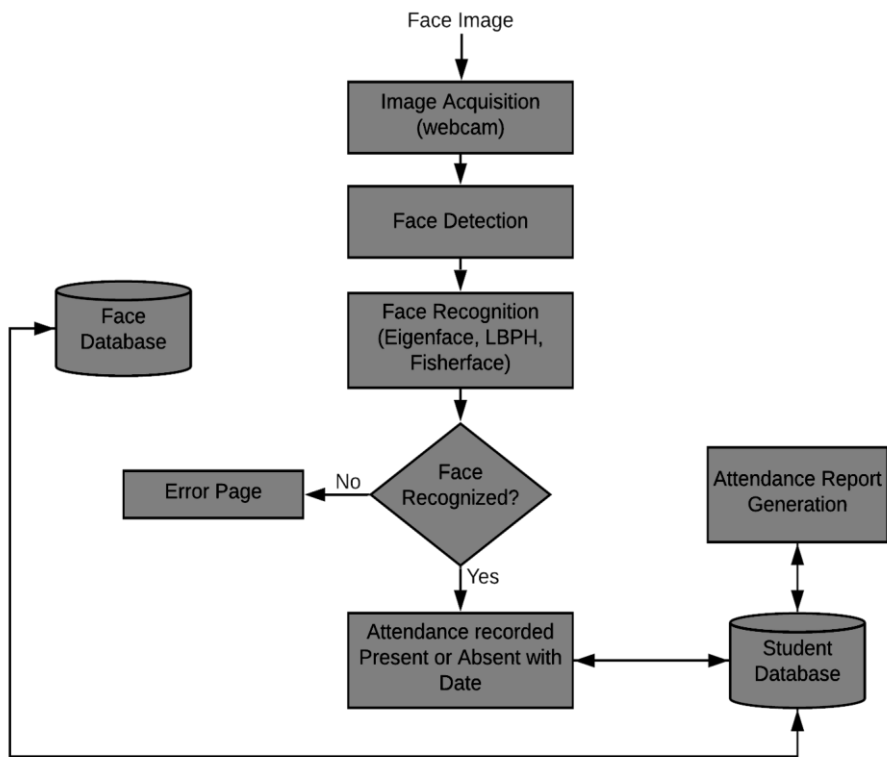 Face Image
Image Acquisition
(webcam)
Face Detection
Face Recognition
(Eigenface, LBPH,
Fisherface)
Face
Database
Face
Recognized?
No
Error Page
Yes
Attendance recorded
Present or Absent with
Date
Attendance Report
Generation
Student
Database